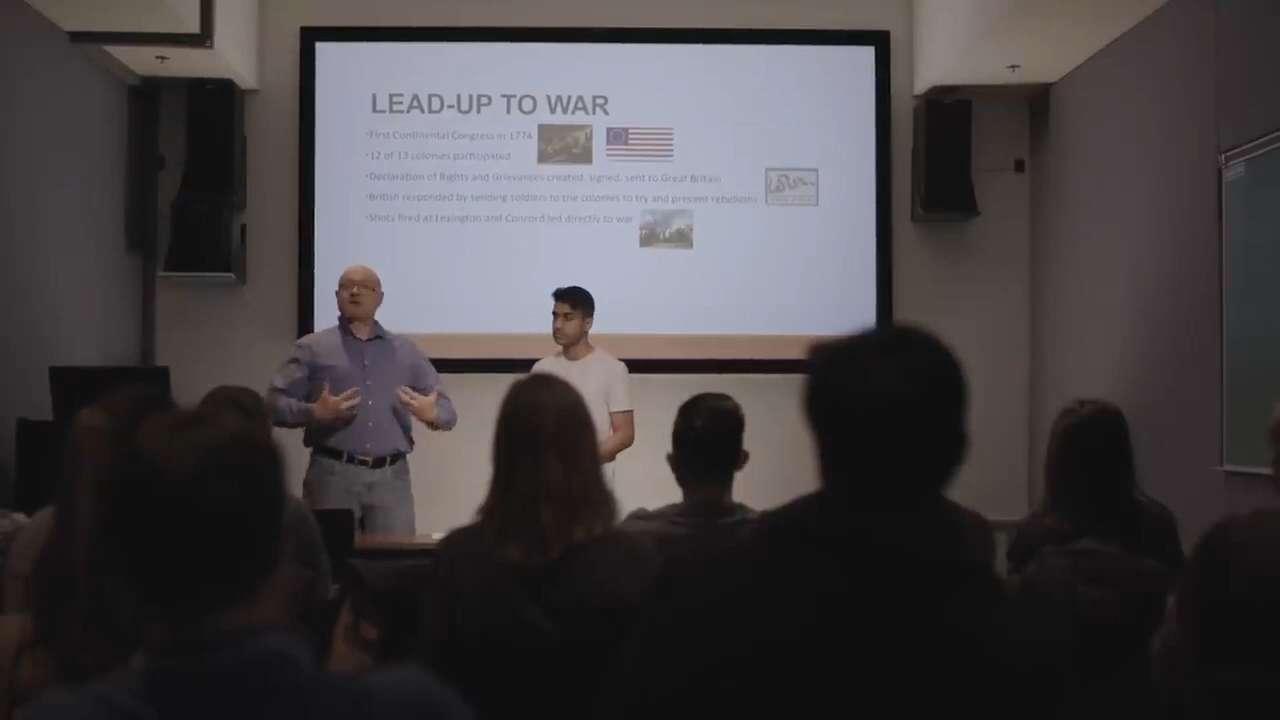 LEAD-UP TO WAR
•First Continental Congress in 1774
•12 of 13 colonies participated
•Declaration of Rights and Grievances created, signed, sent to Great Britain
•British responded by sending soldiers to the colonies to try and present rebellions
•Shots fired at Lexington and Concord led directly to war